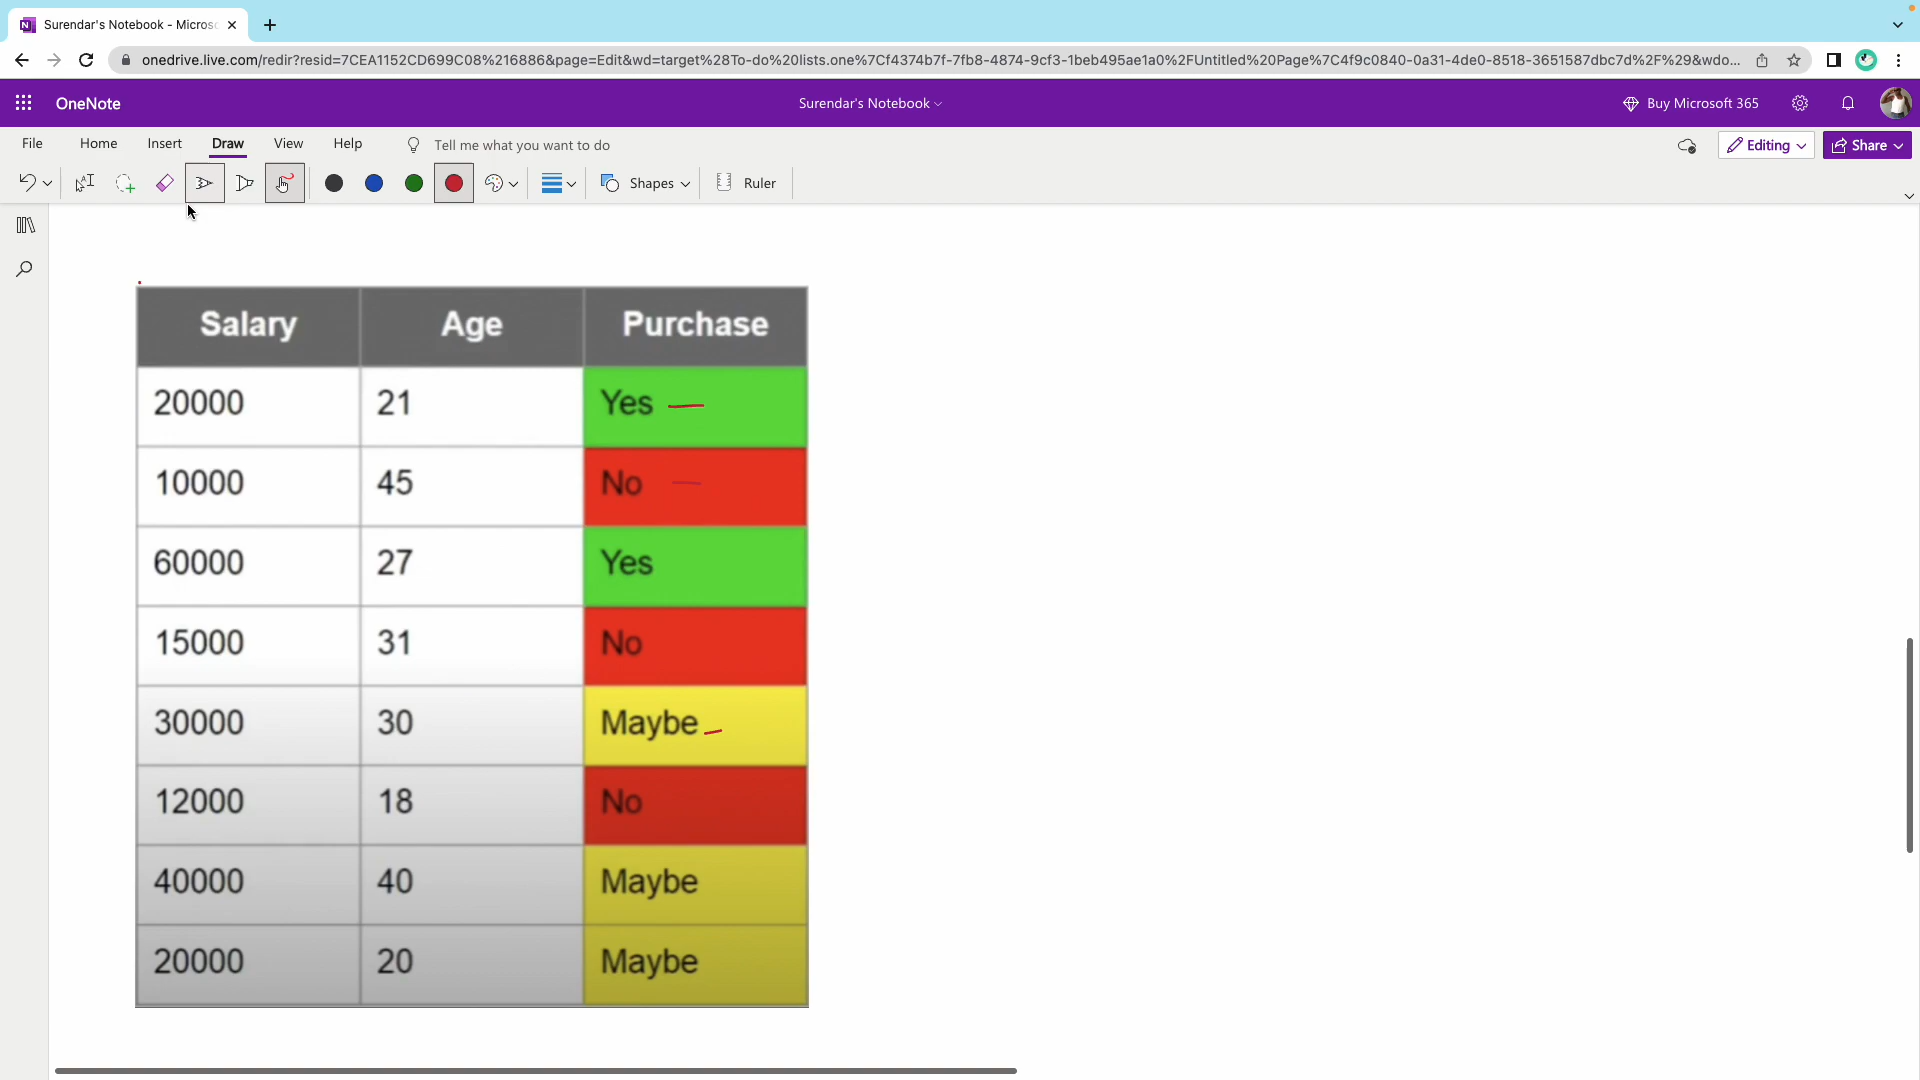 Surendar's Notebook - Micros
onedrive.live.com/redir?resid=7CEA1152CD699C08%216886&page=Edit&wd=target%28To-do%20lists.one%7Cf4374b7f-7fb8-4874-9cf3-1beb495ae1a0%2FUntitled%20Page%7C4f9c0840-0a31-4de0-8518-3651587dbc7d%2F%29&wdo...
OneNote
Surendar's Notebook
Buy Microsoft 365
File Home Insert Draw View Help Tell me what you want to do Editing Share
Shapes Ruler
Salary Age Purchase
20000 21 Yes
10000 45 No
60000 27 Yes
15000 31 No
30000 30 Maybe
12000 18 No
40000 40 Maybe
20000 20 Maybe